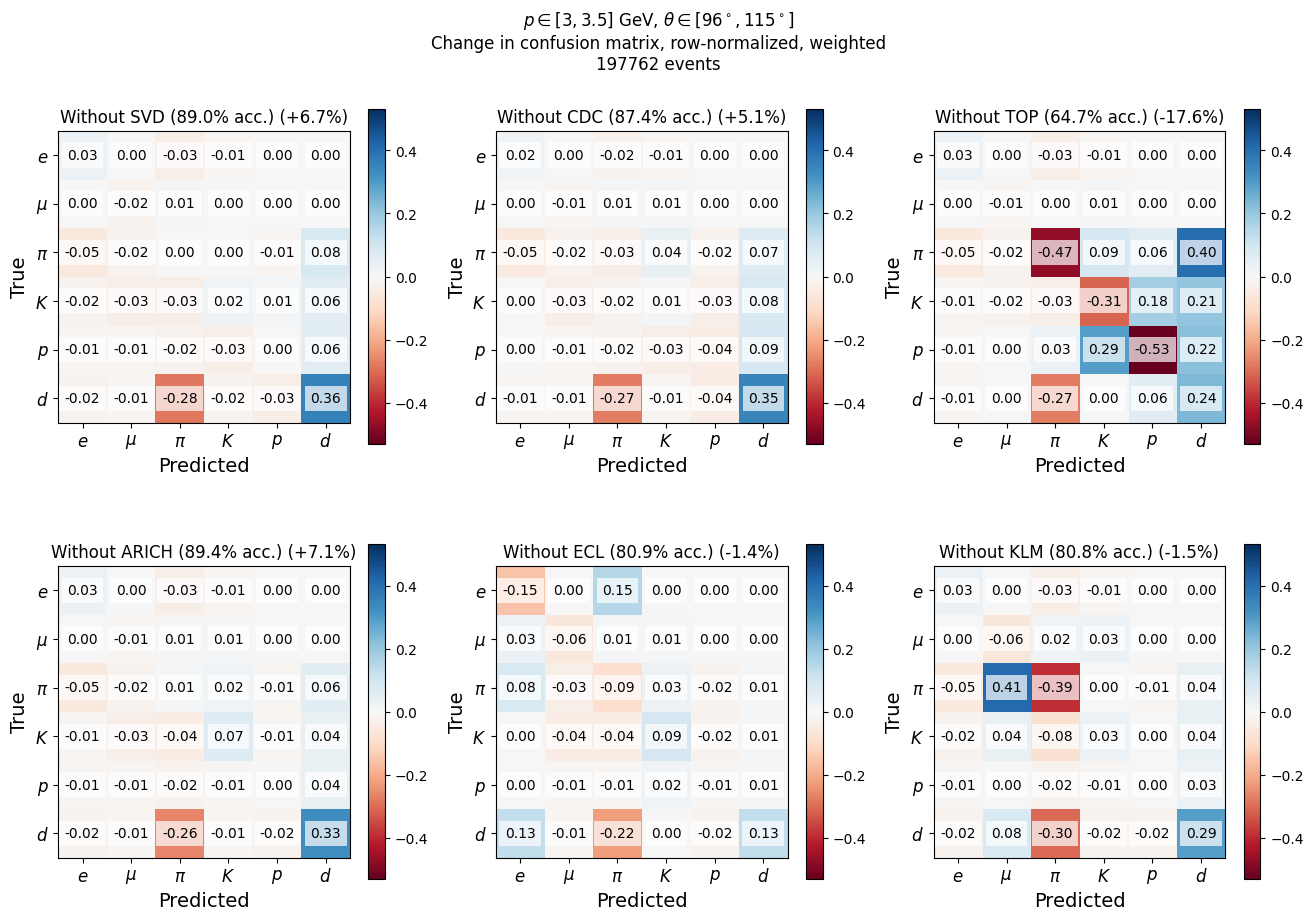 p ∈ [3, 3.5] GeV, θ ∈ [96°, 115°]
Change in confusion matrix, row-normalized, weighted
197762 events
Without SVD (89.0% acc.) (+6.7%)
True
e 0.03 0.00 -0.03 -0.01 0.00 0.00
μ 0.00 -0.02 0.01 0.00 0.00 0.00
π -0.05 -0.02 0.00 0.00 -0.01 0.08
K -0.02 -0.03 -0.03 0.02 0.01 0.06
p -0.01 -0.01 -0.02 -0.03 0.00 0.06
d -0.02 -0.01 -0.28 -0.02 -0.03 0.36
e μ π K p d
Predicted
0.4
0.2
0.0
−0.2
−0.4
Without CDC (87.4% acc.) (+5.1%)
True
e 0.02 0.00 -0.02 -0.01 0.00 0.00
μ 0.00 -0.01 0.01 0.01 0.00 0.00
π -0.05 -0.02 -0.03 0.04 -0.02 0.07
K 0.00 -0.03 -0.02 0.01 -0.03 0.08
p 0.00 -0.01 -0.02 -0.03 -0.04 0.09
d -0.01 -0.01 -0.27 -0.01 -0.04 0.35
e μ π K p d
Predicted
0.4
0.2
0.0
−0.2
−0.4
Without TOP (64.7% acc.) (-17.6%)
True
e 0.03 0.00 -0.03 -0.01 0.00 0.00
μ 0.00 -0.01 0.00 0.01 0.00 0.00
π -0.05 -0.02 -0.47 0.09 0.06 0.40
K -0.01 -0.02 -0.03 -0.31 0.18 0.21
p -0.01 0.00 0.03 0.29 -0.53 0.22
d -0.01 0.00 -0.27 0.00 0.06 0.24
e μ π K p d
Predicted
0.4
0.2
0.0
−0.2
−0.4
Without ARICH (89.4% acc.) (+7.1%)
True
e 0.03 0.00 -0.03 -0.01 0.00 0.00
μ 0.00 -0.01 0.01 0.01 0.00 0.00
π -0.05 -0.02 0.01 0.02 -0.01 0.06
K -0.01 -0.03 -0.04 0.07 -0.01 0.04
p -0.01 -0.01 -0.02 -0.01 0.00 0.04
d -0.02 -0.01 -0.26 -0.01 -0.02 0.33
e μ π K p d
Predicted
0.4
0.2
0.0
−0.2
−0.4
Without ECL (80.9% acc.) (-1.4%)
True
e -0.15 0.00 0.15 0.00 0.00 0.00
μ 0.03 -0.06 0.01 0.01 0.00 0.00
π 0.08 -0.03 -0.09 0.03 -0.02 0.01
K 0.00 -0.04 -0.04 0.09 -0.02 0.01
p 0.00 -0.01 -0.01 0.02 -0.01 0.01
d 0.13 -0.01 -0.22 0.00 -0.02 0.13
e μ π K p d
Predicted
0.4
0.2
0.0
−0.2
−0.4
Without KLM (80.8% acc.) (-1.5%)
True
e 0.03 0.00 -0.03 -0.01 0.00 0.00
μ 0.00 -0.06 0.02 0.03 0.00 0.00
π -0.05 0.41 -0.39 0.00 -0.01 0.04
K -0.02 0.04 -0.08 0.03 -0.01 0.04
p -0.01 0.00 -0.02 -0.01 0.00 0.03
d -0.02 0.08 -0.30 -0.02 -0.02 0.29
e μ π K p d
Predicted
0.4
0.2
0.0
−0.2
−0.4